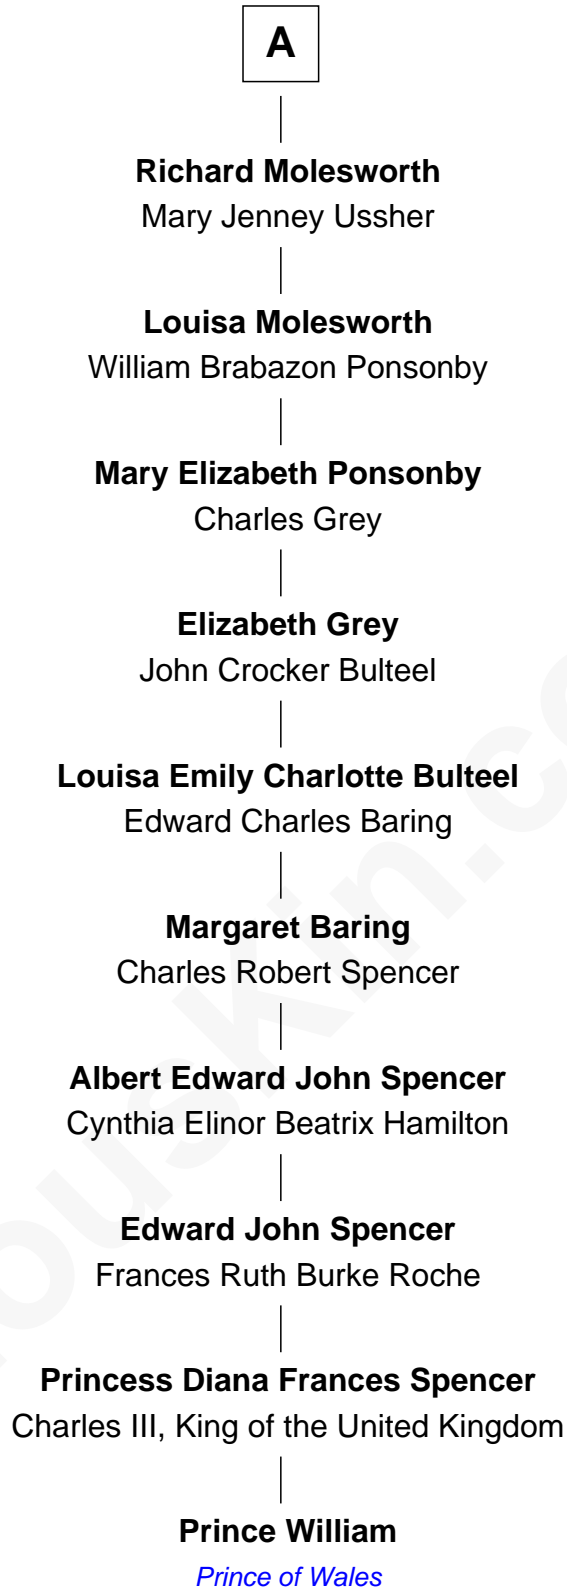 A
Richard Molesworth
Mary Jenney Ussher
Louisa Molesworth
William Brabazon Ponsonby
Mary Elizabeth Ponsonby
Charles Grey
Elizabeth Grey
John Crocker Bulteel
Louisa Emily Charlotte Bulteel
Edward Charles Baring
Margaret Baring
Charles Robert Spencer
Albert Edward John Spencer
Cynthia Elinor Beatrix Hamilton
Edward John Spencer
Frances Ruth Burke Roche
Princess Diana Frances Spencer
Charles III, King of the United Kingdom
Prince William
Prince of Wales